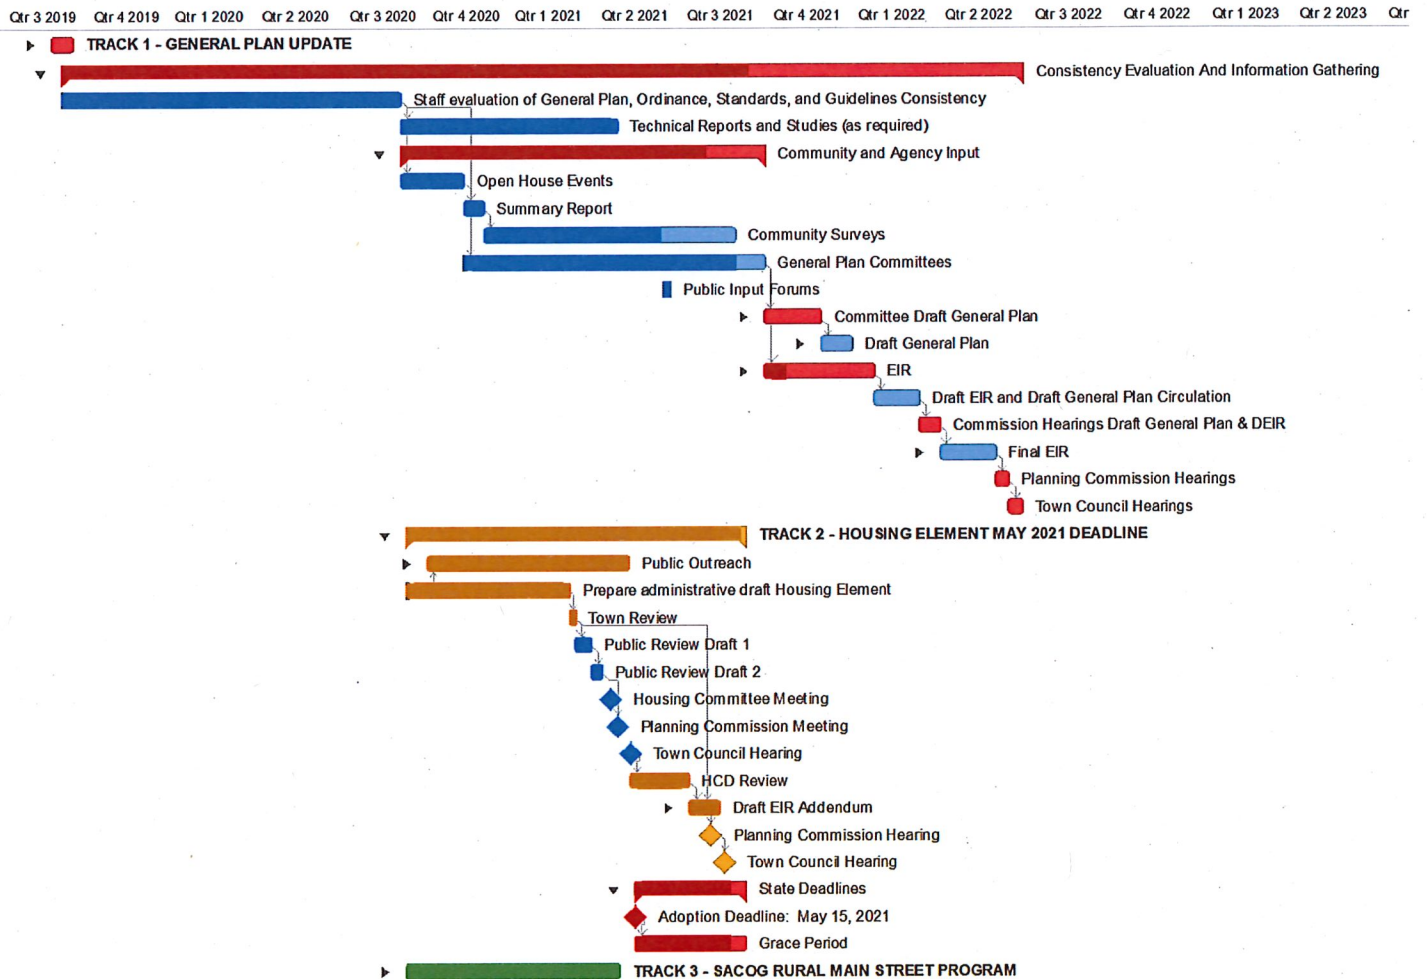 Qtr 3 2019 Qtr 4 2019 Qtr 1 2020 Qtr 2 2020 Qtr 3 2020 Qtr 4 2020 Qtr 1 2021 Qtr 2 2021 Qtr 3 2021 Qtr 4 2021 Qtr 1 2022 Qtr 2 2022 Qtr 3 2022 Qtr 4 2022 Qtr 1 2023 Qtr 2 2023 Qtr
TRACK 1 - GENERAL PLAN UPDATE
Consistency Evaluation And Information Gathering
Staff evaluation of General Plan, Ordinance, Standards, and Guidelines Consistency
Technical Reports and Studies (as required)
Community and Agency Input
Open House Events
Summary Report
Community Surveys
General Plan Committees
Public Input Forums
Committee Draft General Plan
Draft General Plan
EIR
Draft EIR and Draft General Plan Circulation
Commission Hearings Draft General Plan & DEIR
Final EIR
Planning Commission Hearings
Town Council Hearings
TRACK 2 - HOUSING ELEMENT MAY 2021 DEADLINE
Public Outreach
Prepare administrative draft Housing Element
Town Review
Public Review Draft 1
Public Review Draft 2
Housing Committee Meeting
Planning Commission Meeting
Town Council Hearing
HCD Review
Draft EIR Addendum
Planning Commission Hearing
Town Council Hearing
State Deadlines
Adoption Deadline: May 15, 2021
Grace Period
TRACK 3 - SACOG RURAL MAIN STREET PROGRAM